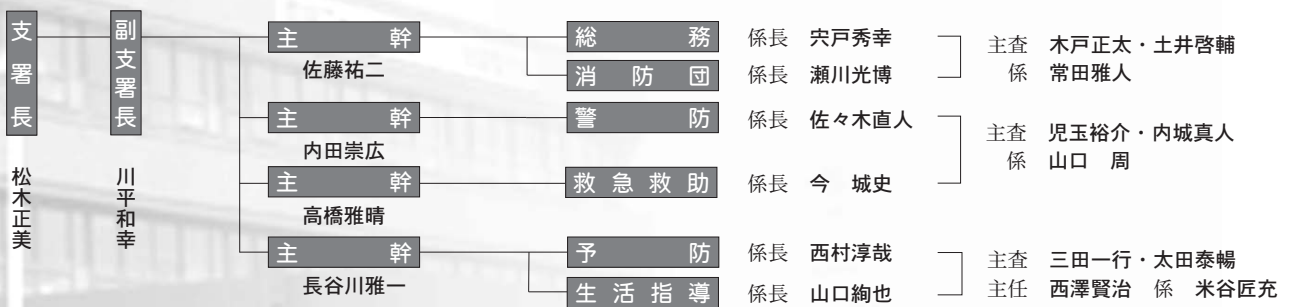 支署長
松木正美
副支署長
川平和幸
主幹
佐藤祐二
総務 係長 宍戸秀幸
消防団 係長 瀬川光博
主査 木戸正太・土井啓輔
係 常田雅人
主幹
内田崇広
警防 係長 佐々木直人
主幹
高橋雅晴
救急救助 係長 今 城史
主査 児玉裕介・内城真人
係 山口 周
主幹
長谷川雅一
予防 係長 西村淳哉
生活指導 係長 山口絢也
主査 三田一行・太田泰暢
主任 西澤賢治 係 米谷匠充